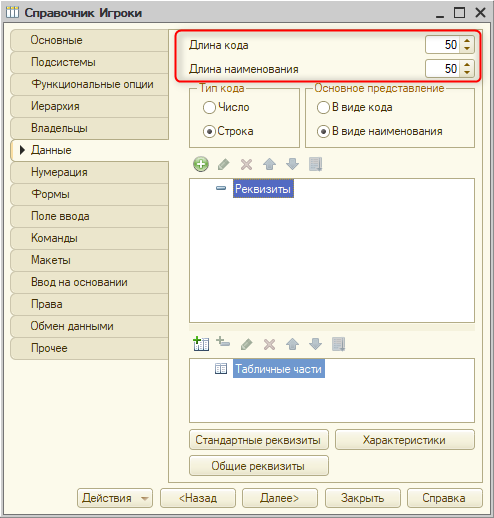 Справочник Игроки
Основные
Подсистемы
Функциональные опции
Иерархия
Владельцы
Данные
Нумерация
Формы
Поле ввода
Команды
Макеты
Ввод на основании
Права
Обмен данными
Прочее
Длина кода 50
Длина наименования 50
Тип кода
Число
Строка
Основное представление
В виде кода
В виде наименования
Реквизиты
Табличные части
Стандартные реквизиты Характеристики
Общие реквизиты
Действия <Назад Далее> Закрыть Справка